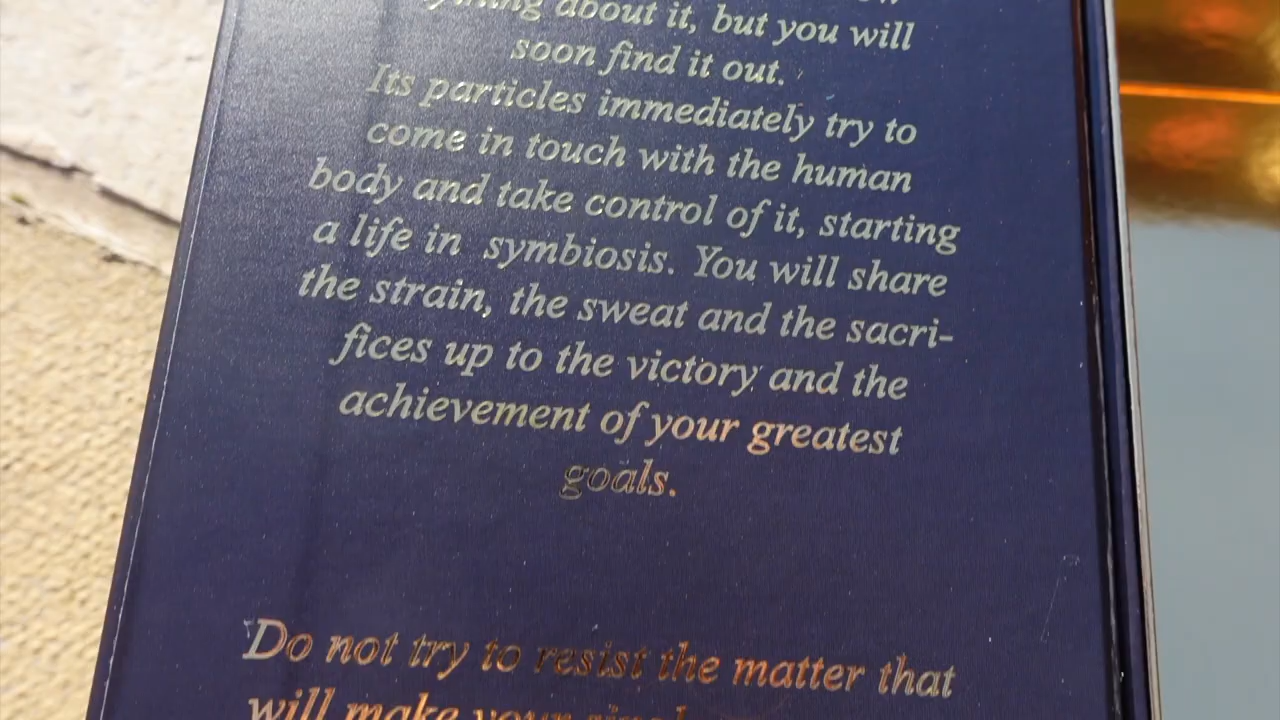 about it, but you will
soon find it out.
Its particles immediately try to
come in touch with the human
body and take control of it, starting
a life in symbiosis. You will share
the strain, the sweat and the sacri-
fices up to the victory and the
achievement of your greatest
goals.
Do not try to resist the matter that
will make your